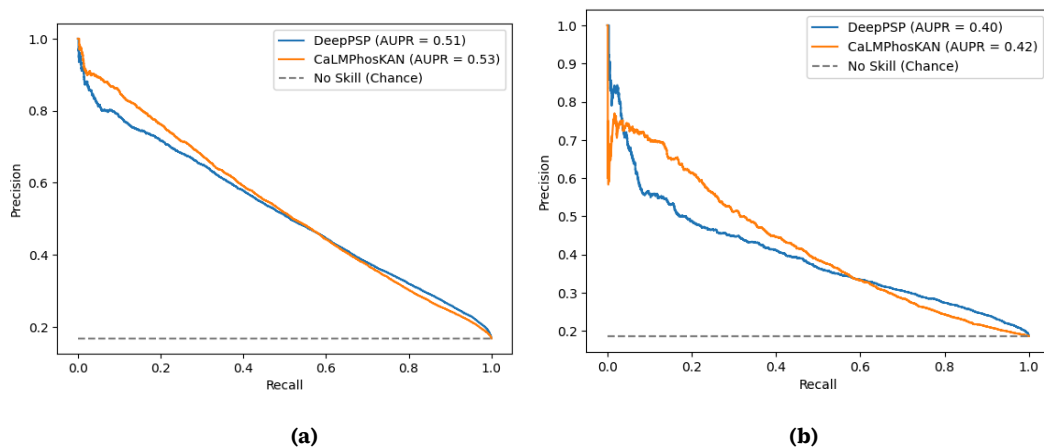 DeepPSP (AUPR = 0.51)
CaLMPhosKAN (AUPR = 0.53)
No Skill (Chance)
1.0
0.8
0.6
0.4
0.2
Precision
0.0 0.2 0.4 0.6 0.8 1.0
Recall
(a)
DeepPSP (AUPR = 0.40)
CaLMPhosKAN (AUPR = 0.42)
No Skill (Chance)
1.0
0.9
0.8
0.7
0.6
0.5
0.4
0.3
0.2
Precision
0.0 0.2 0.4 0.6 0.8 1.0
Recall
(b)